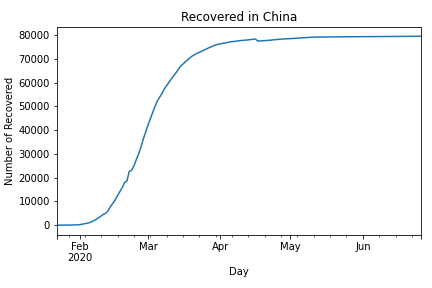 Recovered in China
Number of Recovered
80000
70000
60000
50000
40000
30000
20000
10000
0
Feb
2020
Mar
Apr
May
Jun
Day